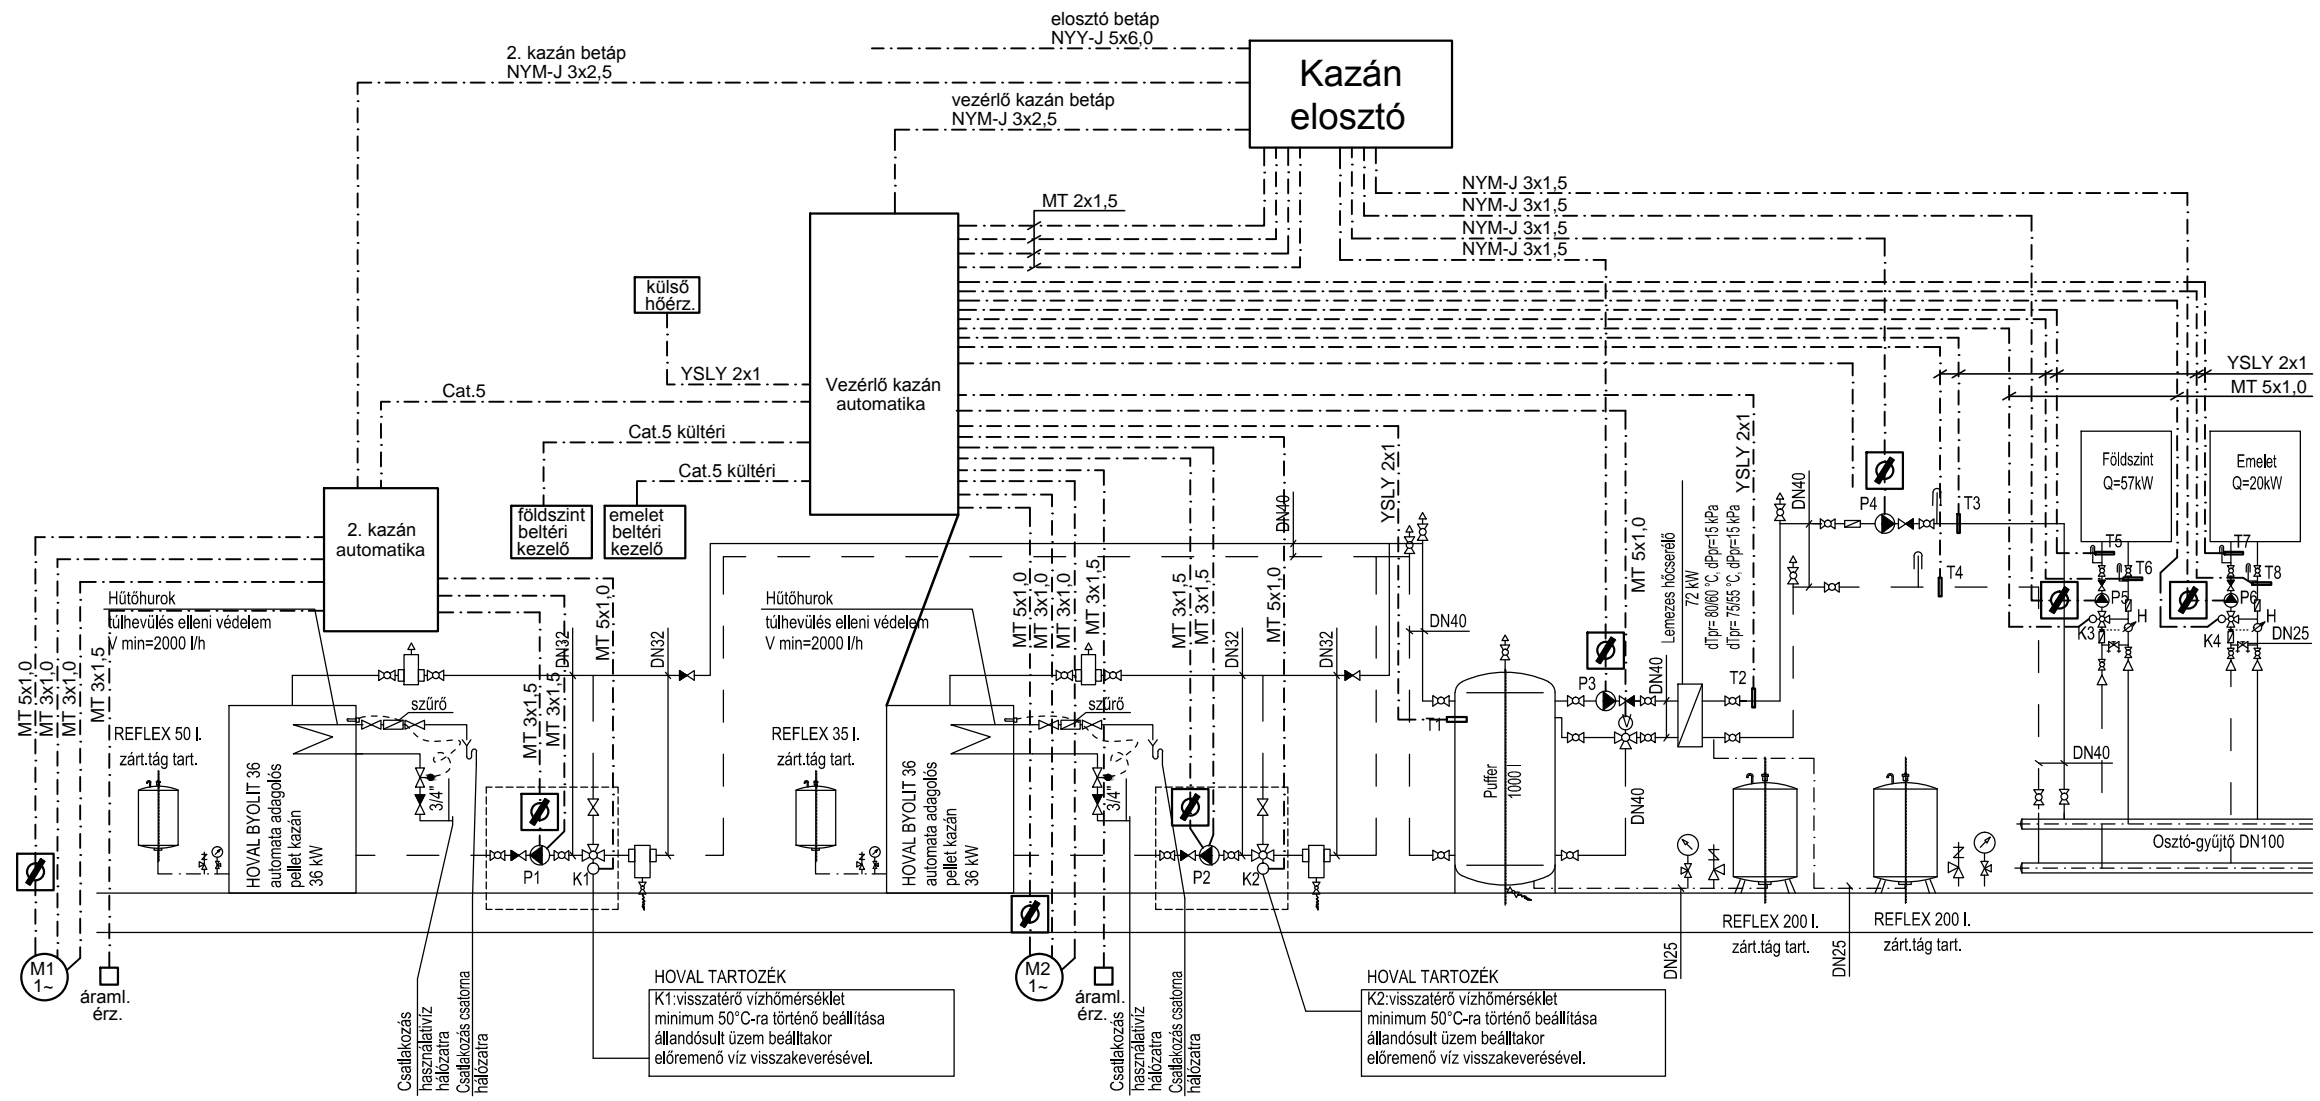 elosztó betáp
NYY-J 5x6,0
2. kazán betáp
NYM-J 3x2,5
vezérlő kazán betáp
NYM-J 3x2,5
Kazán
elosztó
MT 2x1,5
NYM-J 3x1,5
NYM-J 3x1,5
NYM-J 3x1,5
NYM-J 3x1,5
külső
hőérz.
YSLY 2x1
Cat.5
Cat.5 kültéri
Cat.5 kültéri
Vezérlő kazán
automatika
YSLY 2x1
MT 5x1,0
földszint
beltéri
kezelő
emelet
beltéri
kezelő
2. kazán
automatika
Földszint
Q=57kW
Emelet
Q=20kW
DN40
YSLY 2x1
MT 5x1,0
Lemezes hőcserélő
72 kW
dTpr= 80/60 °C, dPpr=15 kPa
dTpr= 75/55 °C, dPpr=15 kPa
YSLY 2x1
DN40
P4
T3
T4
T5
T6
T7
T8
P5
P6
H
H
K3
K4
DN25
Hűtőhurok
túlhevülés elleni védelem
V min=2000 l/h
Hűtőhurok
túlhevülés elleni védelem
V min=2000 l/h
MT 5x1,0
MT 3x1,0
MT 3x1,0
MT 3x1,5
MT 3x1,5
MT 3x1,5
DN32
MT 5x1,0
DN32
MT 5x1,0
MT 3x1,0
MT 3x1,0
MT 3x1,5
MT 3x1,5
MT 3x1,5
MT 5x1,0
DN32
DN32
DN40
P3
DN40
T2
T1
szűrő
szűrő
REFLEX 50 l.
zárt.tág tart.
REFLEX 35 l.
zárt.tág tart.
HOVAL BYOLIT 36
automata adagolós
pellet kazán
36 kW
HOVAL BYOLIT 36
automata adagolós
pellet kazán
36 kW
3/4"
3/4"
Puffer
1000 l
DN40
DN40
Osztó-gyűjtő DN100
P1
K1
P2
K2
REFLEX 200 l.
zárt.tág tart.
REFLEX 200 l.
zárt.tág tart.
DN25
DN25
M1
1~
áraml.
érz.
M2
1~
áraml.
érz.
Csatlakozás
használativíz
hálózatra
Csatlakozás csatorna
hálózatra
Csatlakozás
használativíz
hálózatra
Csatlakozás csatorna
hálózatra
HOVAL TARTOZÉK
K1:visszatérő vízhőmérséklet
minimum 50°C-ra történő beállítása
állandósult üzem beálltakor
előremenő víz visszakeverésével.
HOVAL TARTOZÉK
K2:visszatérő vízhőmérséklet
minimum 50°C-ra történő beállítása
állandósult üzem beálltakor
előremenő víz visszakeverésével.